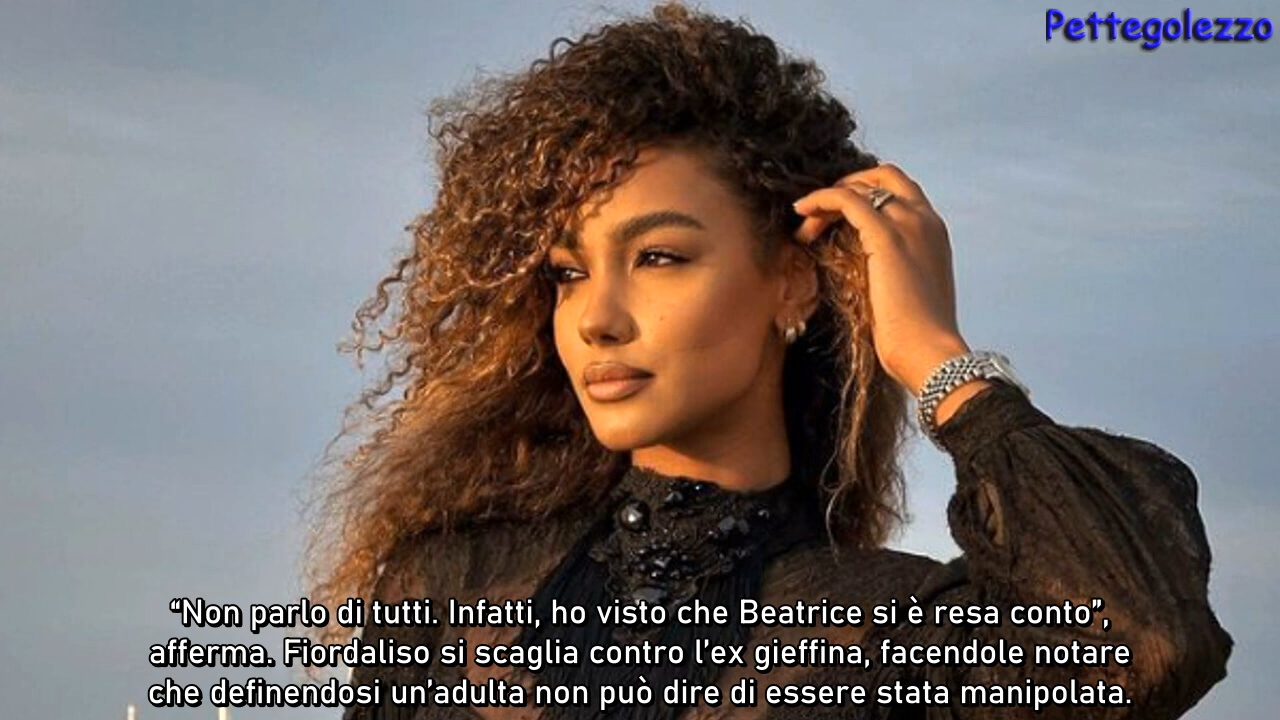 Pettegolezzo
“Non parlo di tutti. Infatti, ho visto che Beatrice si è resa conto”,
afferma. Fiordaliso si scaglia contro l’ex gieffina, facendole notare
che definendosi un’adulta non può dire di essere stata manipolata.